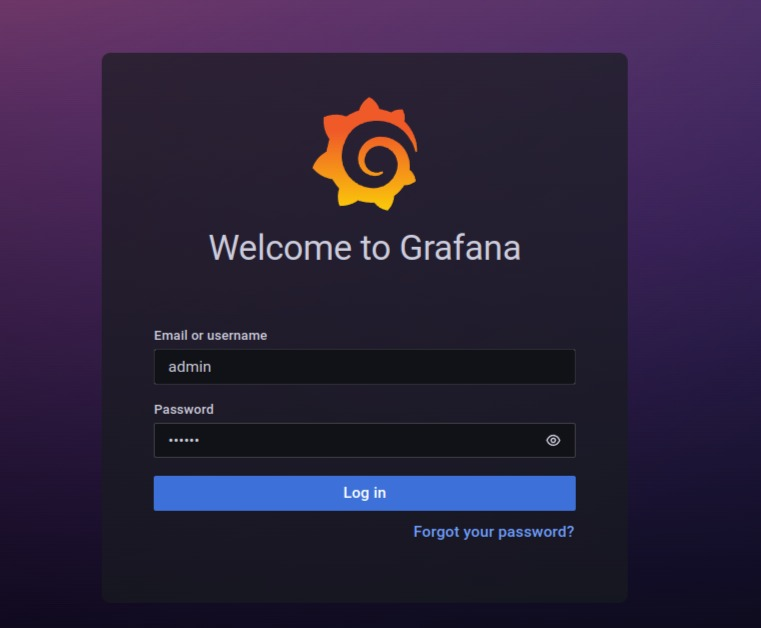 Welcome to Grafana
Email or username
admin
Password
••••••
Log in
Forgot your password?